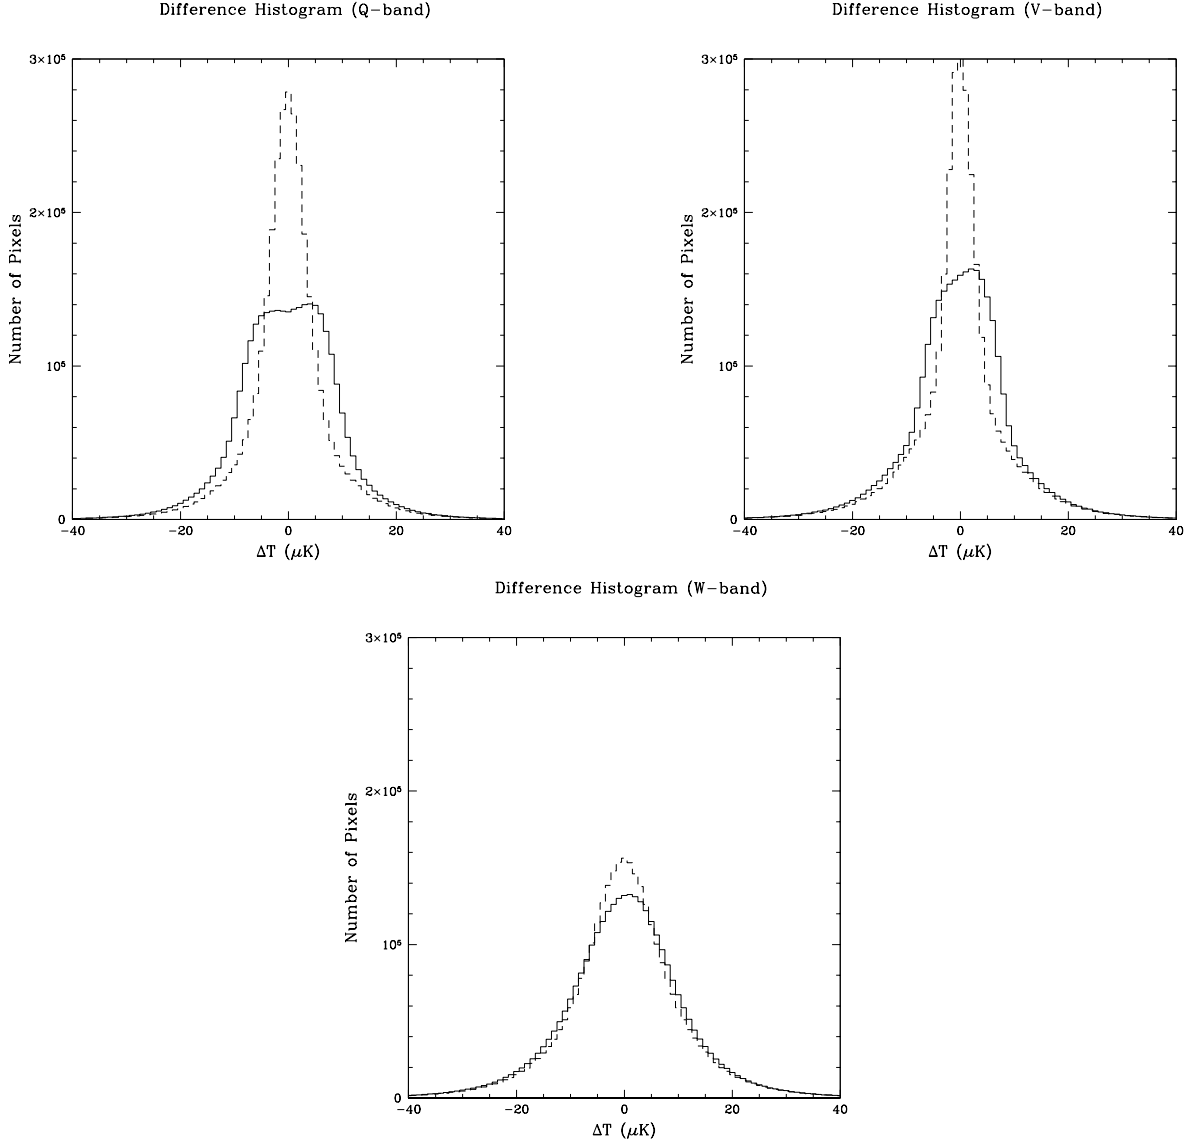 Difference Histogram (Q-band)
Difference Histogram (V-band)
3×10⁵
2×10⁵
10⁵
0
Number of Pixels
-40 -20 0 20 40
ΔT (μK)
3×10⁵
2×10⁵
10⁵
0
Number of Pixels
-40 -20 0 20 40
ΔT (μK)
Difference Histogram (W-band)
3×10⁵
2×10⁵
10⁵
0
Number of Pixels
-40 -20 0 20 40
ΔT (μK)